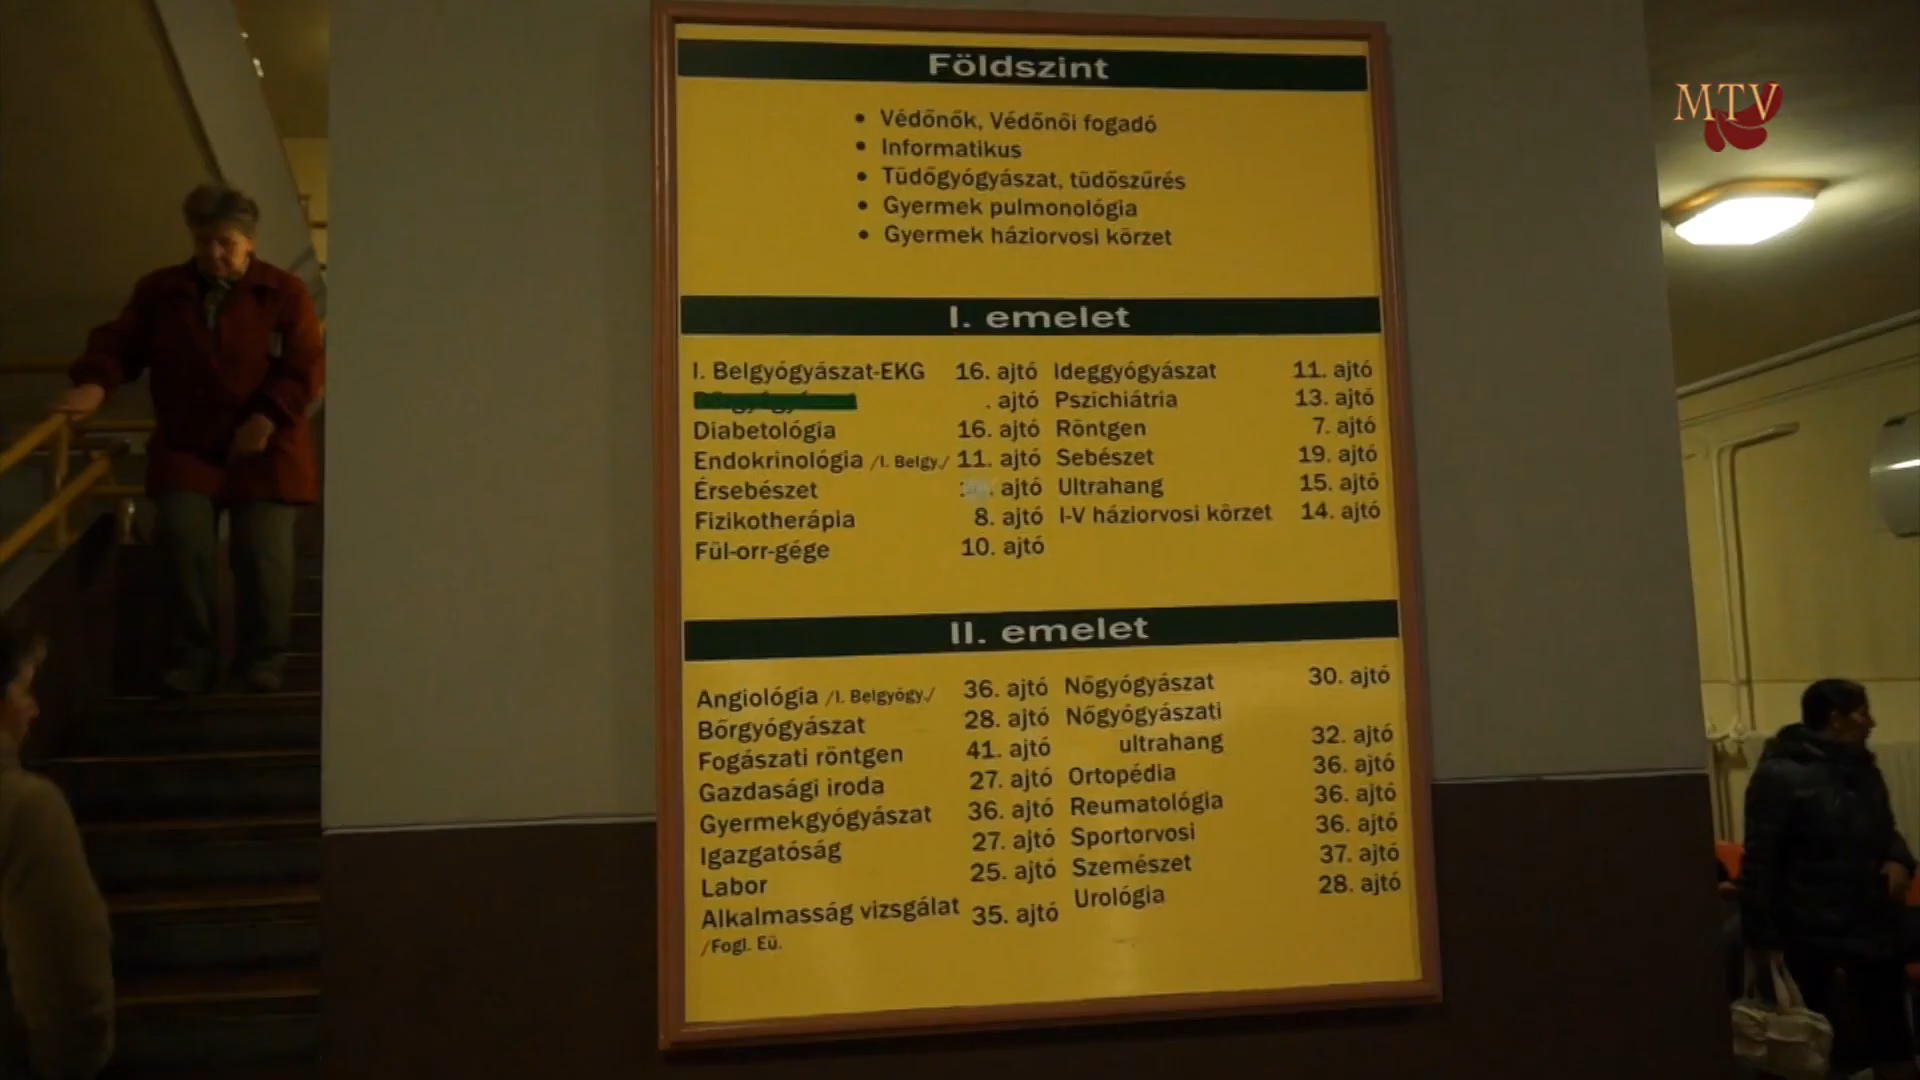 MTV
Földszint
• Védőnők, Védőnői fogadó
• Informatikus
• Tüdőgyógyászat, tüdőszűrés
• Gyermek pulmonológia
• Gyermek háziorvosi körzet
I. emelet
I. Belgyógyászat-EKG 16. ajtó
. ajtó
Diabetológia 16. ajtó
Endokrinológia /I. Belgy./ 11. ajtó
Érsebészet . ajtó
Fizikotherápia 8. ajtó
Fül-orr-gége 10. ajtó
Ideggyógyászat 11. ajtó
Pszichiátria 13. ajtó
Röntgen 7. ajtó
Sebészet 19. ajtó
Ultrahang 15. ajtó
I-V háziorvosi körzet 14. ajtó
II. emelet
Angiológia /I. Belgyógy./ 36. ajtó
Bőrgyógyászat 28. ajtó
Fogászati röntgen 41. ajtó
Gazdasági iroda 27. ajtó
Gyermekgyógyászat 36. ajtó
Igazgatóság 27. ajtó
Labor 25. ajtó
Alkalmasság vizsgálat 35. ajtó
/Fogl. Eü.
Nőgyógyászat 30. ajtó
Nőgyógyászati
ultrahang 32. ajtó
Ortopédia 36. ajtó
Reumatológia 36. ajtó
Sportorvosi 36. ajtó
Szemészet 37. ajtó
Urológia 28. ajtó